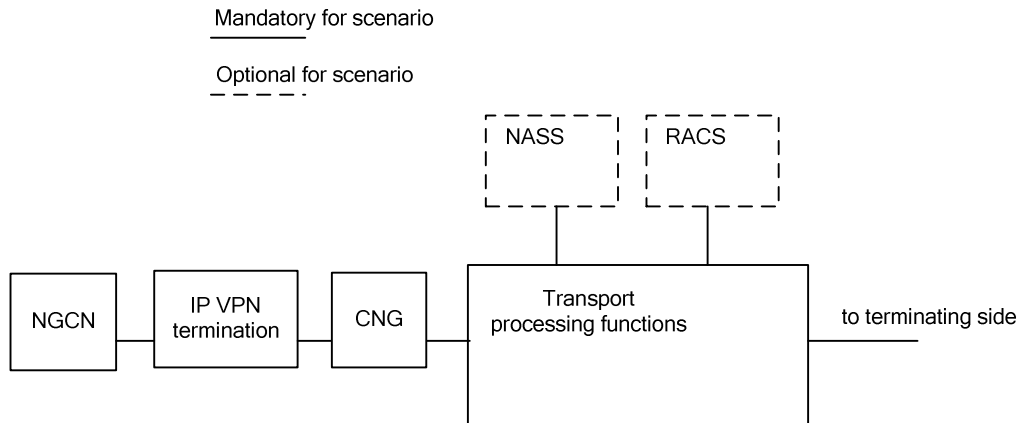 Mandatory for scenario
Optional for scenario
NASS
RACS
NGCN
IP VPN
termination
CNG
Transport
processing functions
to terminating side